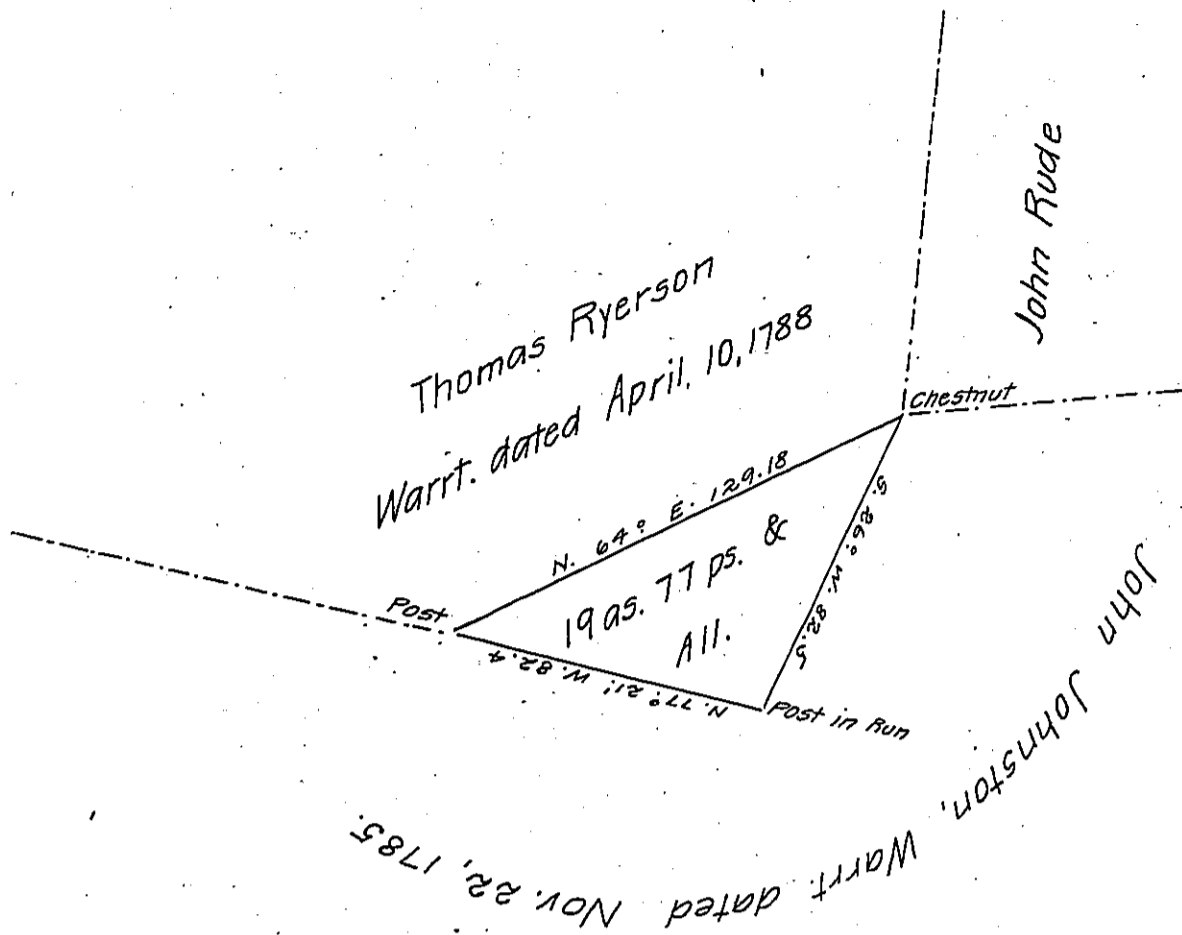 John Rude
Thomas Ryerson
Warrt. dated April. 10, 1788
Chestnut
N. 64° E. 129.18
S. 26° W. 82.5
19 as. 77 ps. &
All.
Post
N. 77° 21' W. 82.4
Post in Run
John Johnston, Warrt. dated Nov. 22, 1785.